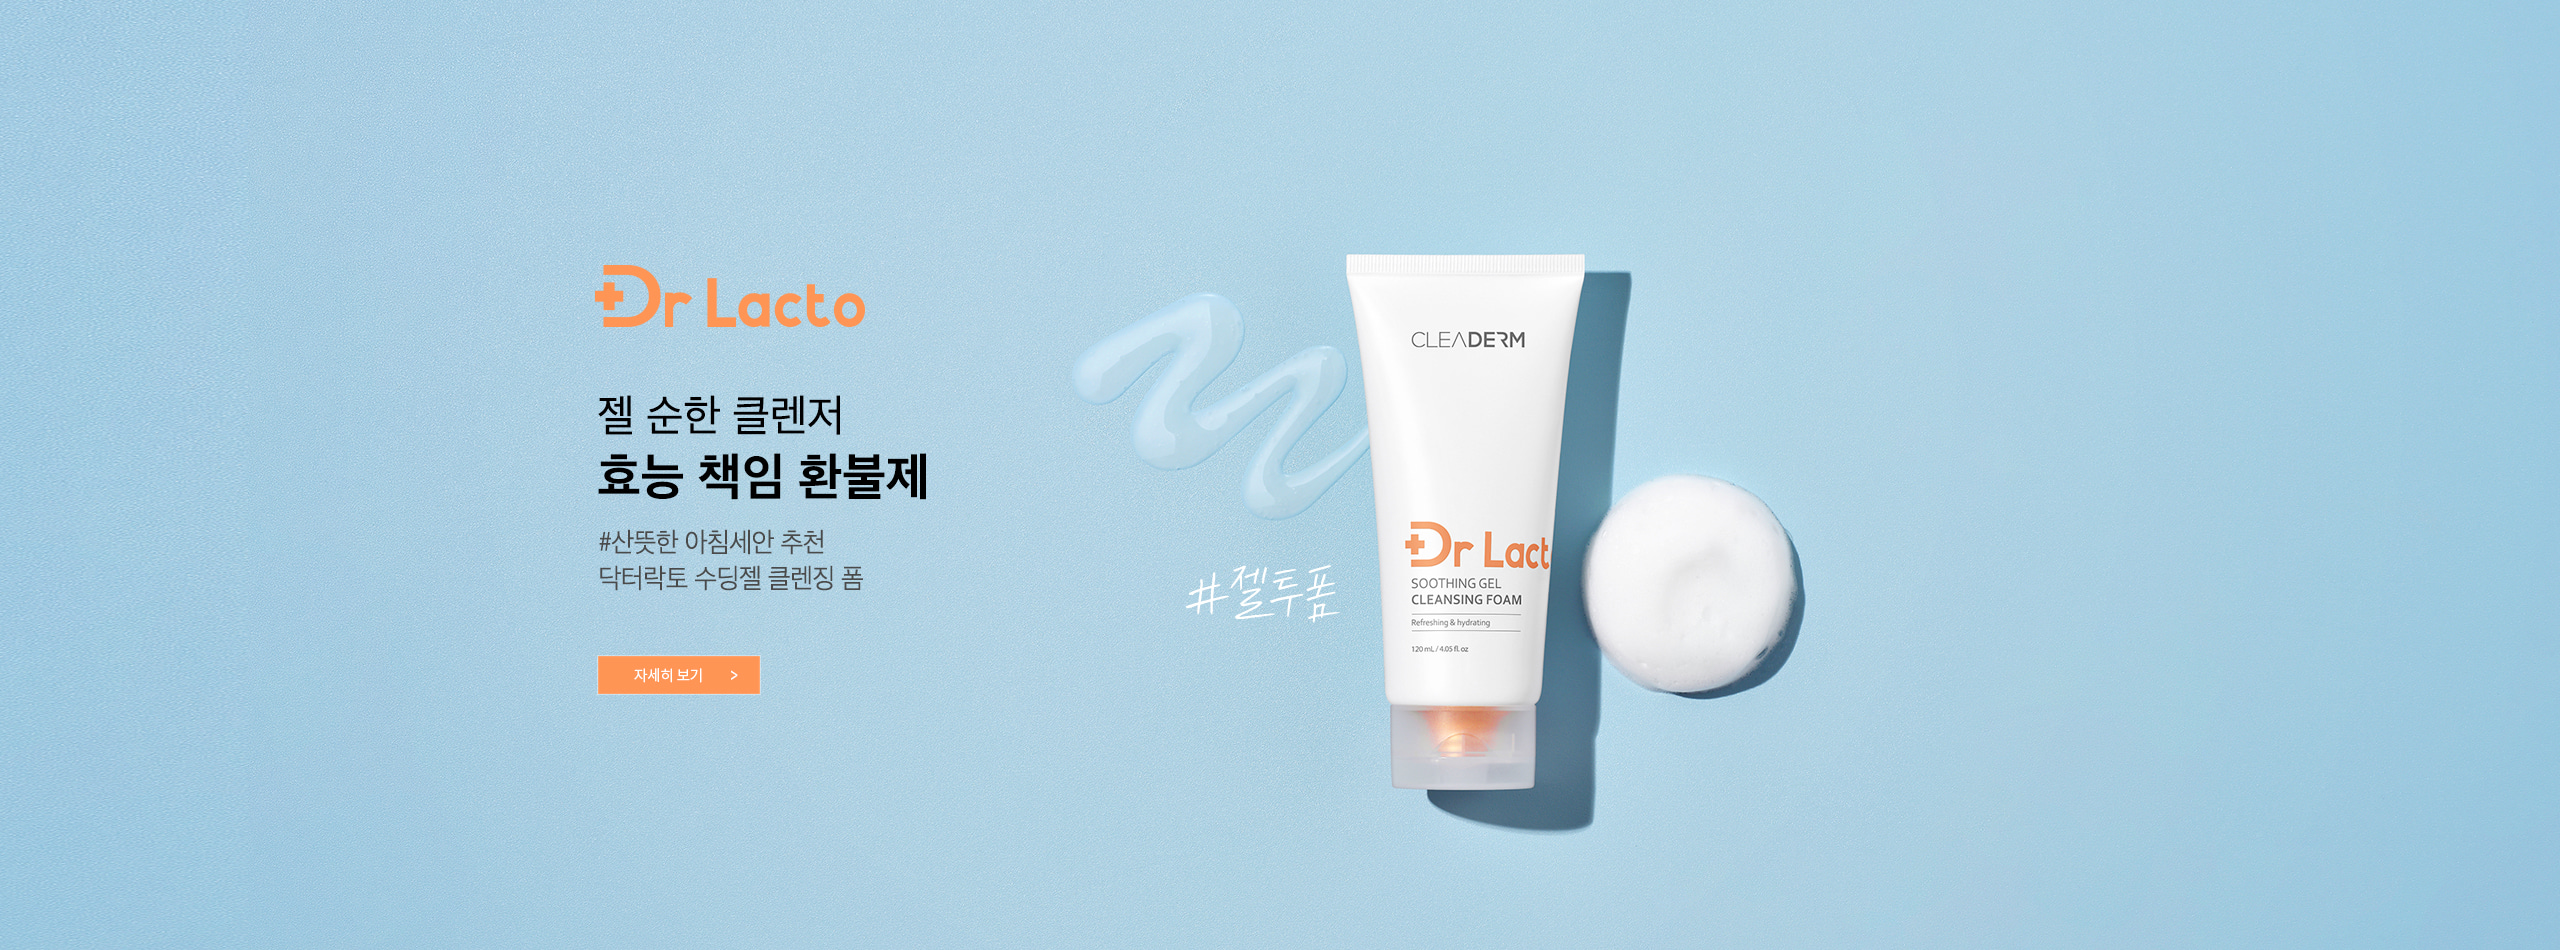 Dr Lacto
젤 순한 클렌저
효능 책임 환불제
#산뜻한 아침세안 추천
닥터락토 수딩젤 클렌징 폼
자세히 보기 >
#젤투폼
CLEADERM
Dr Lact
SOOTHING GEL
CLEANSING FOAM
Refreshing & hydrating
120 mL / 4.05 fl. oz